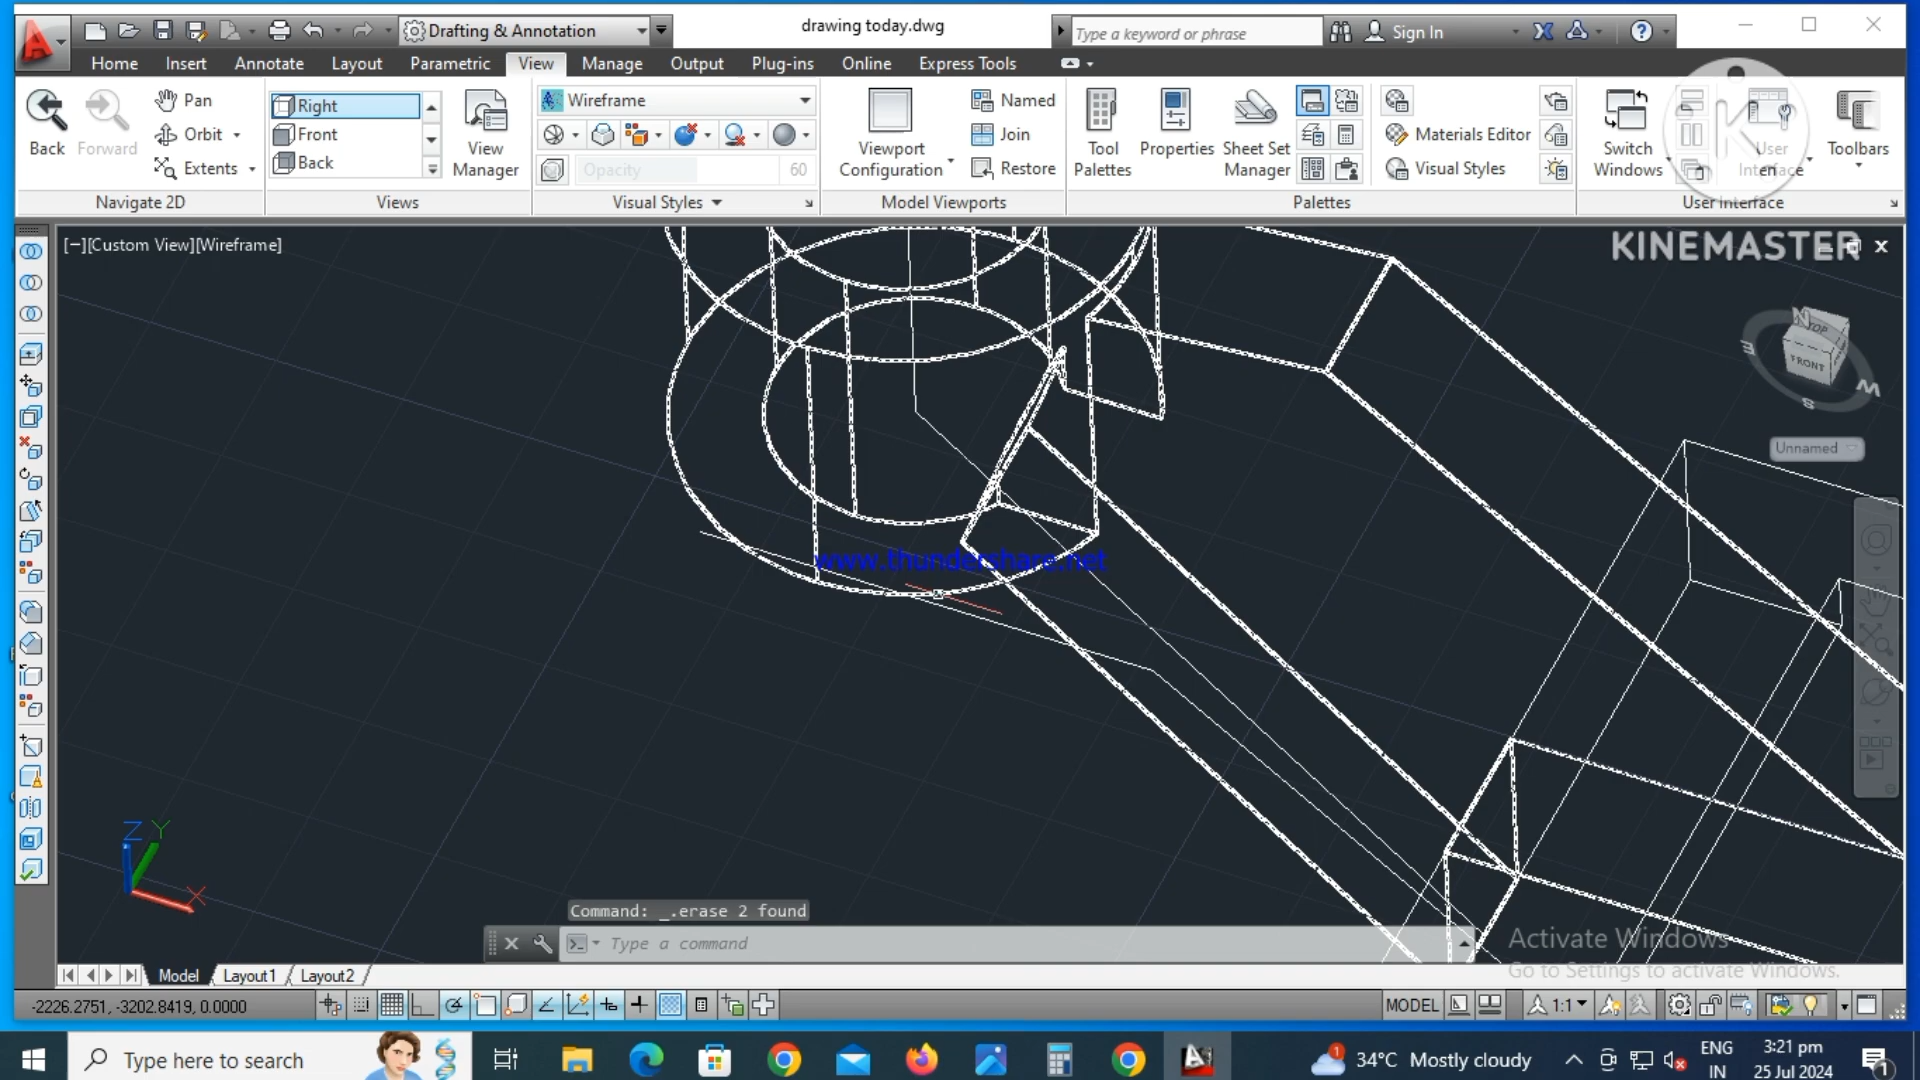 Drafting & Annotation
drawing today.dwg
Type a keyword or phrase
Sign In
Home Insert Annotate Layout Parametric View Manage Output Plug-ins Online Express Tools
Back
Forward
Pan
Orbit
Extents
Navigate 2D
Right
Front
Back
View
Manager
Views
Wireframe
Opacity 60
Visual Styles
Viewport
Configuration
Named
Join
Restore
Model Viewports
Tool
Palettes
Properties
Sheet Set
Manager
Materials Editor
Visual Styles
Palettes
Switch
Windows
User
Interface
Toolbars
User Interface
[−][Custom View][Wireframe]
KINEMASTER
N
TOP
FRONT
E
W
S
Unnamed
www.thundershare.net
Z Y
X
Command: _.erase 2 found
Type a command
Activate Windows
Go to Settings to activate Windows.
Model Layout1 Layout2
-2226.2751, -3202.8419, 0.0000
MODEL
1:1
Type here to search
34°C Mostly cloudy
ENG
IN
3:21 pm
25 Jul 2024
1
1